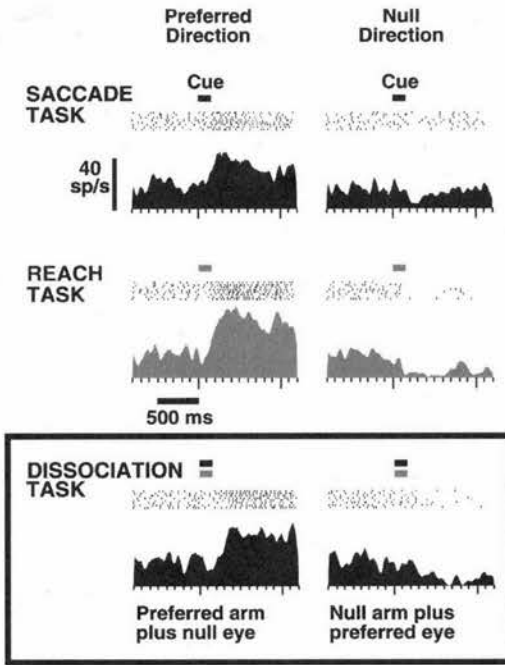 Preferred
Direction
Null
Direction
Cue
Cue
SACCADE
TASK
40
sp/s
REACH
TASK
500 ms
DISSOCIATION
TASK
Preferred arm
plus null eye
Null arm plus
preferred eye